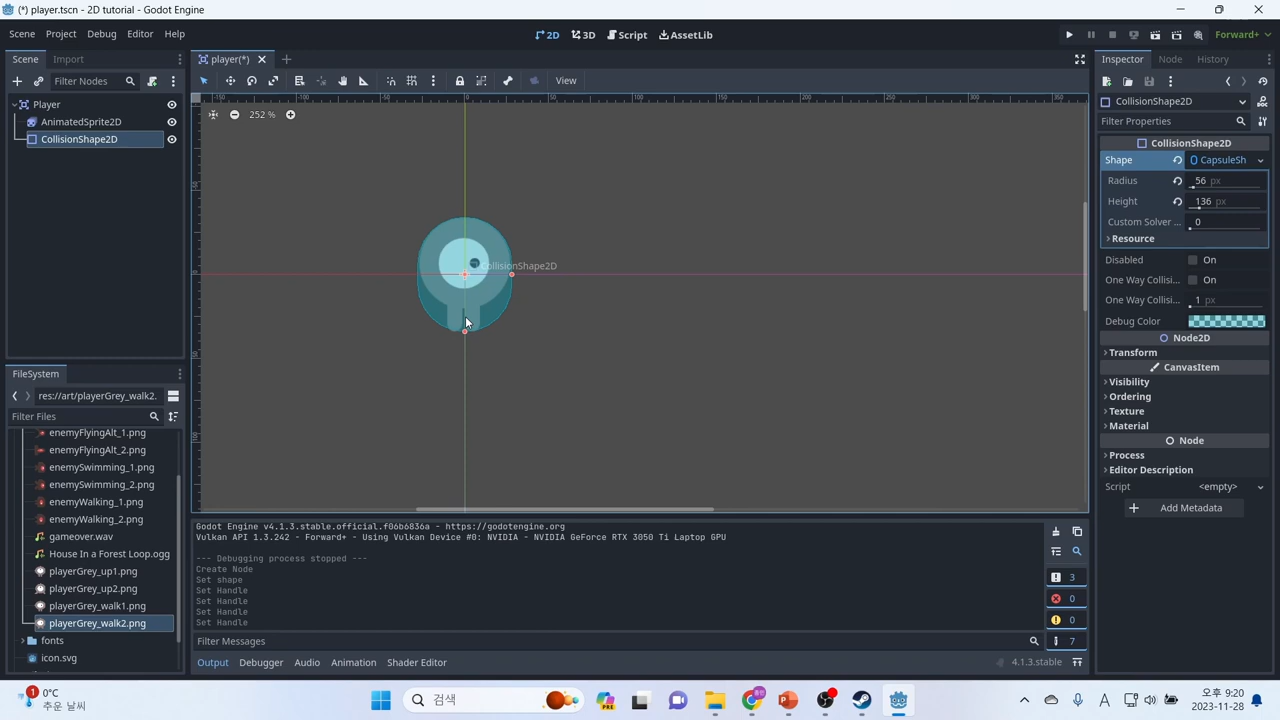 (*) player.tscn - 2D tutorial - Godot Engine
Scene Project Debug Editor Help
2D 3D Script AssetLib
Forward+
Scene Import
player(*)
Inspector Node History
Filter Nodes
View
Player
AnimatedSprite2D
CollisionShape2D
252 %
CollisionShape2D
CollisionShape2D
Filter Properties
CollisionShape2D
Shape CapsuleSh
Radius 56 px
Height 136 px
Custom Solver ... 0
Resource
Disabled On
One Way Collisi... On
One Way Collisi... 1 px
Debug Color
Node2D
Transform
CanvasItem
Visibility
Ordering
Texture
Material
Node
Process
Editor Description
Script <empty>
Add Metadata
FileSystem
res://art/playerGrey_walk2.
Filter Files
enemyFlyingAlt_1.png
enemyFlyingAlt_2.png
enemySwimming_1.png
enemySwimming_2.png
enemyWalking_1.png
enemyWalking_2.png
gameover.wav
House In a Forest Loop.ogg
playerGrey_up1.png
playerGrey_up2.png
playerGrey_walk1.png
playerGrey_walk2.png
fonts
icon.svg
Godot Engine v4.1.3.stable.official.f06b6836a - https://godotengine.org
Vulkan API 1.3.242 - Forward+ - Using Vulkan Device #0: NVIDIA - NVIDIA GeForce RTX 3050 Ti Laptop GPU
--- Debugging process stopped ---
Create Node
Set shape
Set Handle
Set Handle
Set Handle
Set Handle
3
0
0
7
Filter Messages
Output Debugger Audio Animation Shader Editor
4.1.3.stable
1
0°C
추운 날씨
검색
PRE
A
오후 9:20
2023-11-28